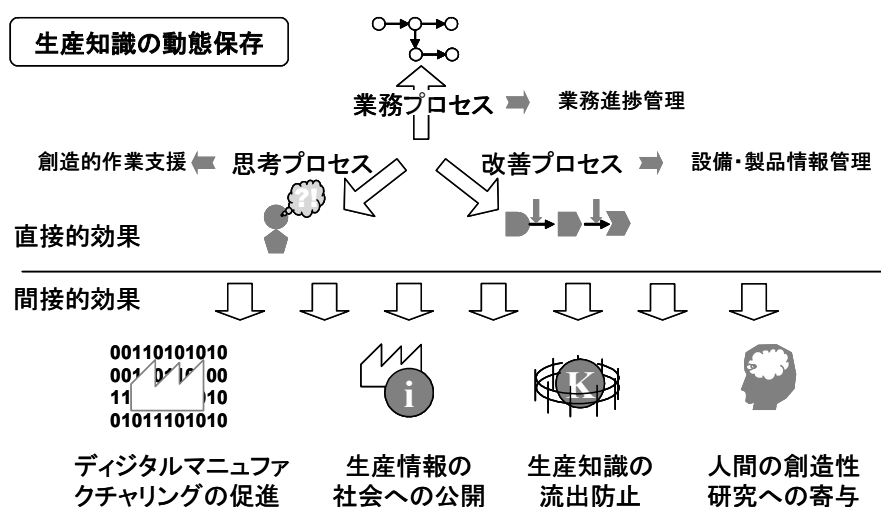 生産知識の動態保存
業務プロセス
業務進捗管理
創造的作業支援
思考プロセス
改善プロセス
設備・製品情報管理
?!
直接的効果
間接的効果
00110101010
01011101010
i
K
ディジタルマニュファ
クチャリングの促進
生産情報の
社会への公開
生産知識の
流出防止
人間の創造性
研究への寄与